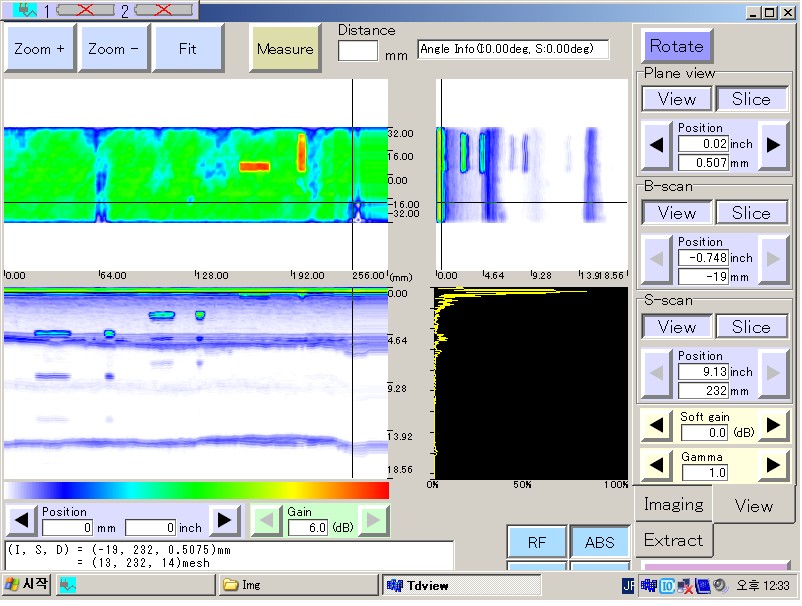 1 2
Zoom + Zoom − Fit Measure
Distance
mm
Angle Info(I:0.00deg, S:0.00deg)
Rotate
Plane view
View Slice
Position
0.02 inch
0.507 mm
B-scan
View Slice
Position
-0.748 inch
-19 mm
S-scan
View Slice
Position
9.13 inch
232 mm
Soft gain
0.0 (dB)
Gamma
1.0
Imaging View
Extract
32.00
16.00
0.00
-16.00
-32.00
0.00 64.00 128.00 192.00 256.00 (mm)
0.00 4.64 9.28 13.918.56
0.00
4.64
9.28
13.92
18.56
0% 50% 100%
Position
0 mm 0 inch
Gain
6.0 (dB)
(I, S, D) = (-19, 232, 0.5075)mm
= (13, 232, 14)mesh
RF ABS
시작 Img Tdview JP 오후 12:33